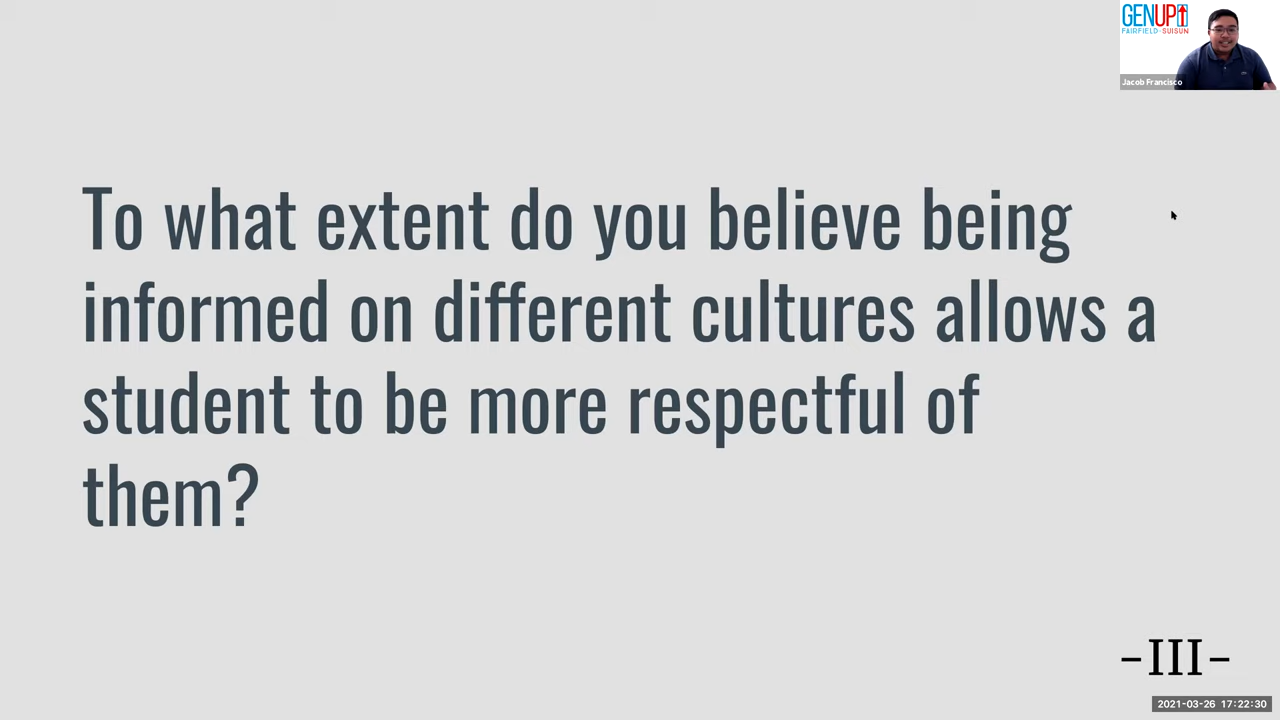 GENUP
FAIRFIELD-SUISUN
Jacob Francisco
To what extent do you believe being
informed on different cultures allows a
student to be more respectful of
them?
-III-
2021-03-26 17:22:30